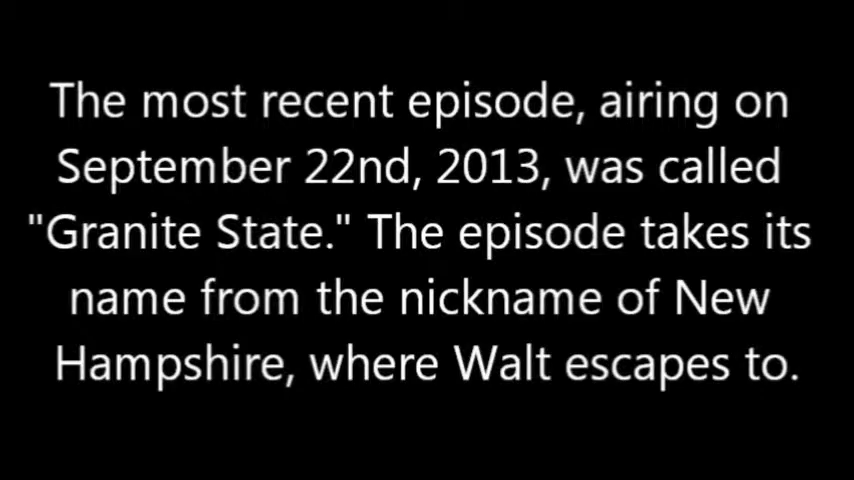 The most recent episode, airing on
September 22nd, 2013, was called
"Granite State." The episode takes its
name from the nickname of New
Hampshire, where Walt escapes to.